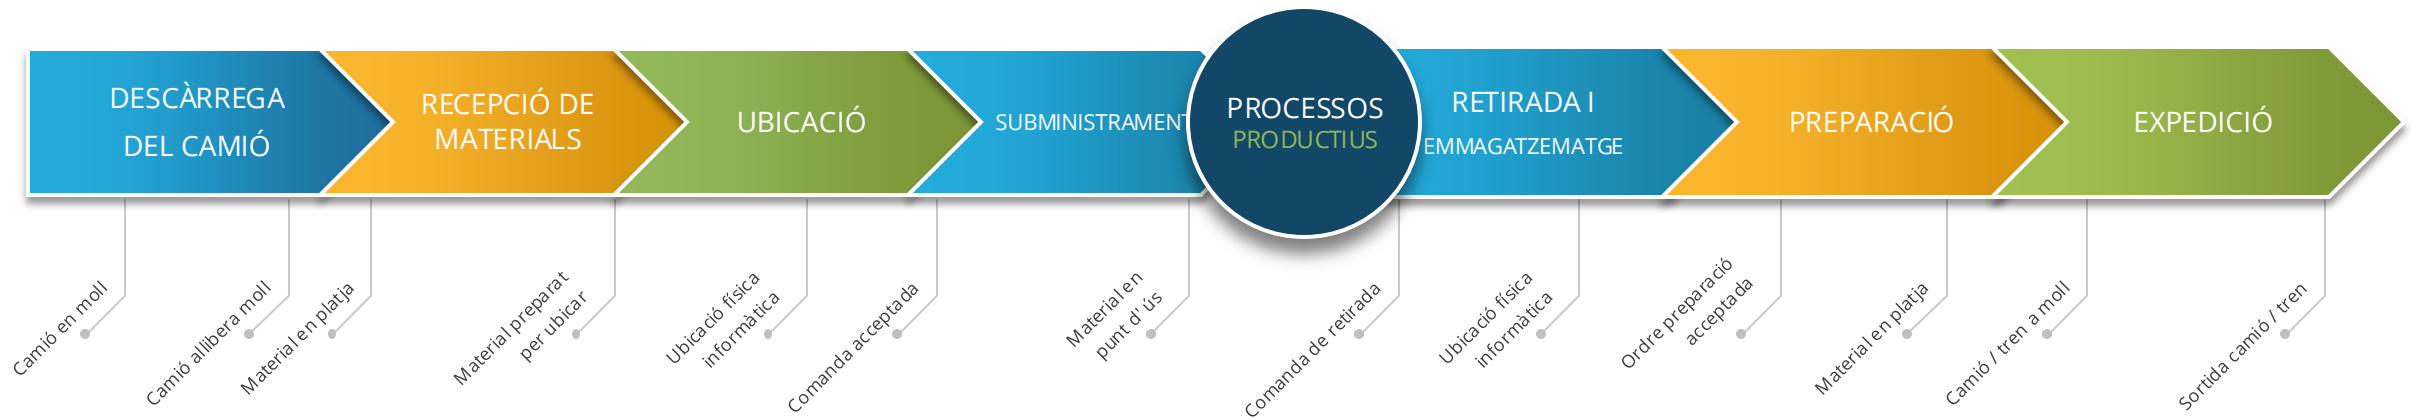 DESCÀRREGA
DEL CAMIÓ
RECEPCIÓ DE
MATERIALS
UBICACIÓ
SUBMINISTRAMENT
PROCESSOS
PRODUCTIUS
RETIRADA I
EMMAGATZEMATGE
PREPARACIÓ
EXPEDICIÓ
Camió en moll
Camió allibera moll
Material en platja
Material preparat
per ubicar
Ubicació física
informàtica
Comanda acceptada
Material en
punt d' ús
Comanda de retirada
Ubicació física
informàtica
Ordre preparació
acceptada
Material en platja
Camió / tren a moll
Sortida camió / tren